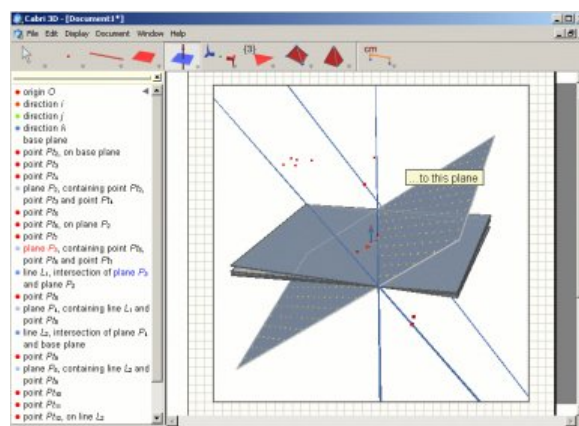 Cabri 3D - [Document1*]
File Edit Display Document Window Help
{3}
cm
origin O
direction i
direction j
direction k
base plane
point Pt₂, on base plane
point Pt₃
point Pt₄
plane P₂, containing point Pt₂,
point Pt₃ and point Pt₄
point Pt₅
point Pt₆, on plane P₂
point Pt₇
plane P₃, containing point Pt₅,
point Pt₆ and point Pt₇
line L₁, intersection of plane P₃
and plane P₂
point Pt₈
plane P₄, containing line L₁ and
point Pt₈
line L₂, intersection of plane P₄
and base plane
point Pt₉
plane P₅, containing line L₂ and
point Pt₉
point Pt₁₀
point Pt₁₁
point Pt₁₂, on line L₂
...to this plane